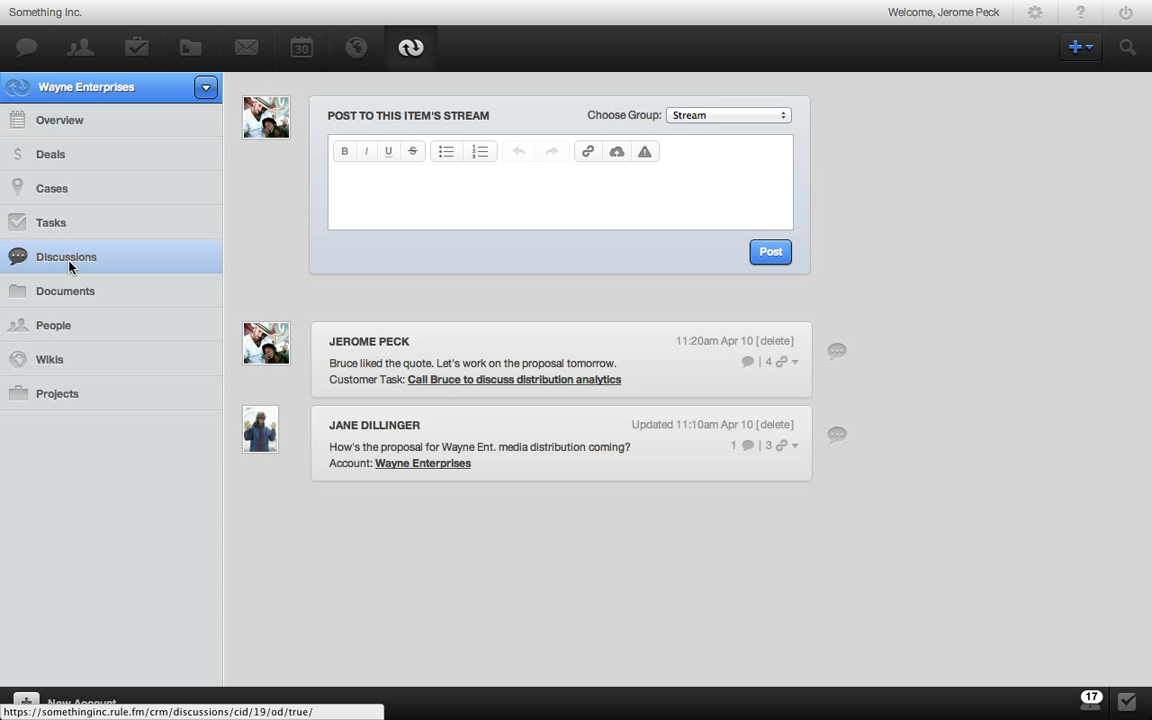 Something Inc.
Welcome, Jerome Peck
?
30
Wayne Enterprises
Overview
$ Deals
Cases
Tasks
Discussions
Documents
People
Wikis
Projects
POST TO THIS ITEM'S STREAM
Choose Group: Stream
B I U S
Post
JEROME PECK
11:20am Apr 10 [delete]
Bruce liked the quote. Let's work on the proposal tomorrow.
| 4
Customer Task: Call Bruce to discuss distribution analytics
JANE DILLINGER
Updated 11:10am Apr 10 [delete]
How's the proposal for Wayne Ent. media distribution coming?
1 | 3
Account: Wayne Enterprises
New Account
17
https://somethinginc.rule.fm/crm/discussions/cid/19/od/true/